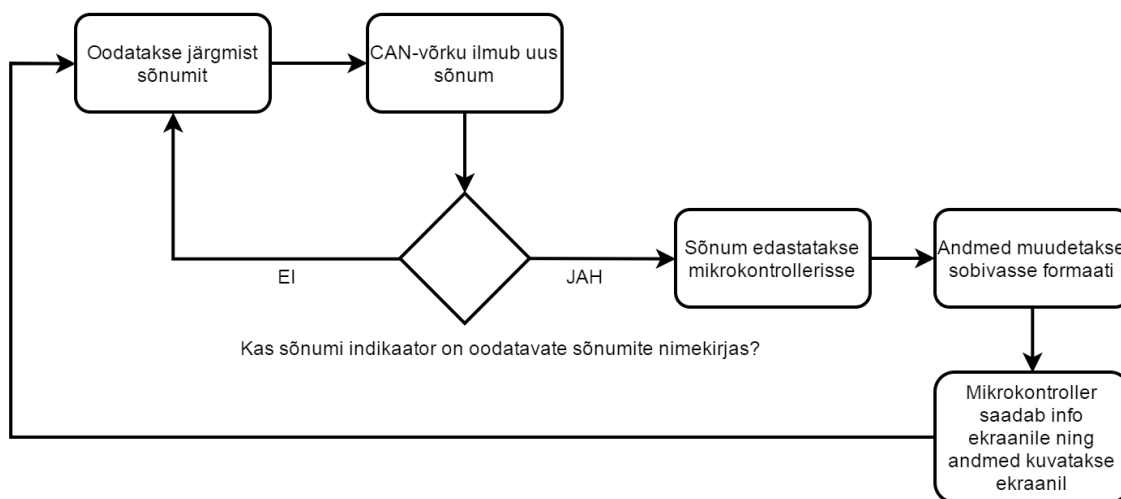 Oodatakse järgmist
sõnumit
CAN-võrku ilmub uus
sõnum
EI
JAH
Kas sõnumi indikaator on oodatavate sõnumite nimekirjas?
Sõnum edastatakse
mikrokontrollerisse
Andmed muudetakse
sobivasse formaati
Mikrokontroller
saadab info
ekraanile ning
andmed kuvatakse
ekraanil